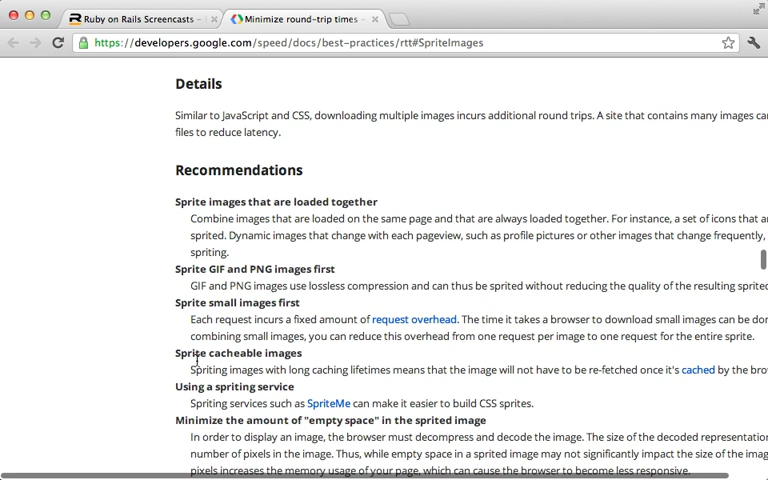 Ruby on Rails Screencasts -
Minimize round-trip times -
https://developers.google.com/speed/docs/best-practices/rtt#SpriteImages
Details
Similar to JavaScript and CSS, downloading multiple images incurs additional round trips. A site that contains many images can
files to reduce latency.
Recommendations
Sprite images that are loaded together
Combine images that are loaded on the same page and that are always loaded together. For instance, a set of icons that
sprited. Dynamic images that change with each pageview, such as profile pictures or other images that change frequently,
spriting.
Sprite GIF and PNG images first
GIF and PNG images use lossless compression and can thus be sprited without reducing the quality of the resulting sprited
Sprite small images first
Each request incurs a fixed amount of request overhead. The time it takes a browser to download small images can be
combining small images, you can reduce this overhead from one request per image to one request for the entire sprite.
Sprite cacheable images
Spriting images with long caching lifetimes means that the image will not have to be re-fetched once it's cached by the
Using a spriting service
Spriting services such as SpriteMe can make it easier to build CSS sprites.
Minimize the amount of "empty space" in the sprited image
In order to display an image, the browser must decompress and decode the image. The size of the decoded representation
number of pixels in the image. Thus, while empty space in a sprited image may not significantly impact the size of the
pixels increases the memory usage of your page, which can cause the browser to become less responsive.